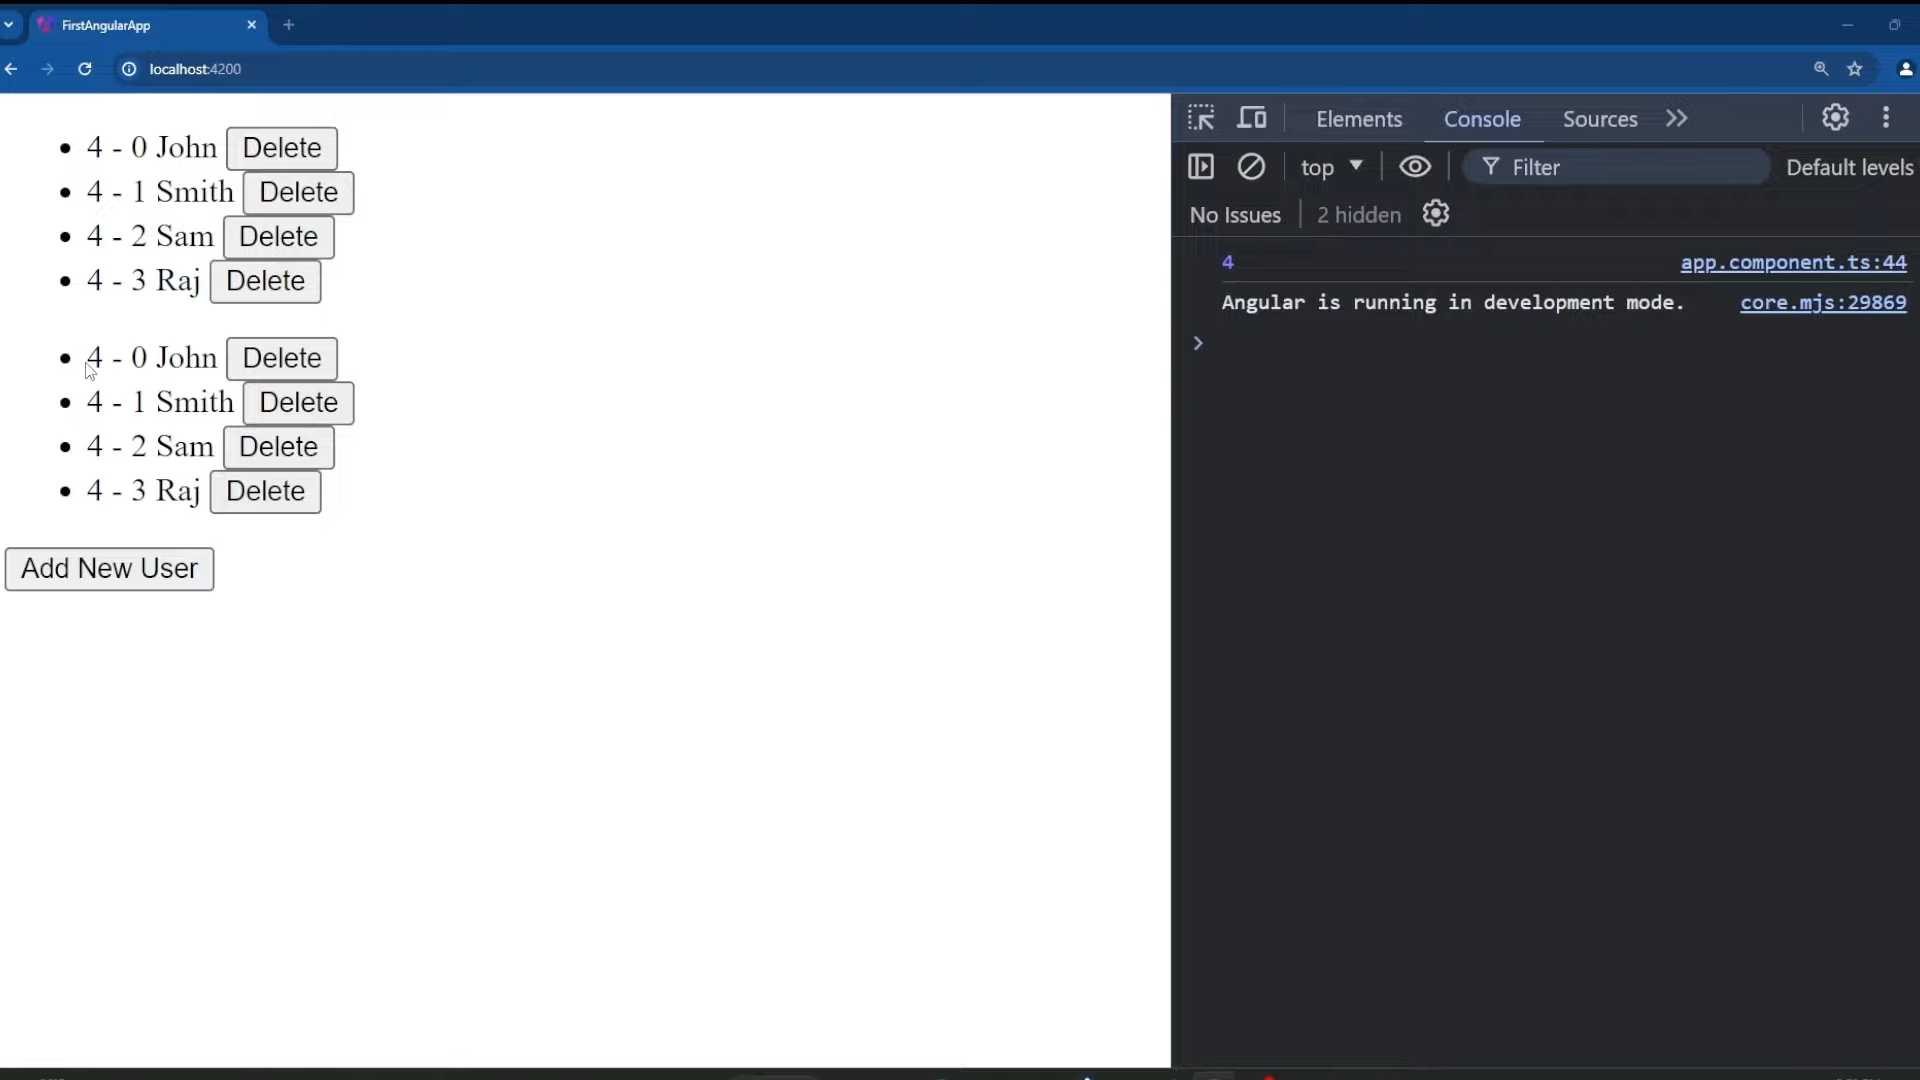 FirstAngularApp
localhost:4200
4 - 0 John Delete
4 - 1 Smith Delete
4 - 2 Sam Delete
4 - 3 Raj Delete
4 - 0 John Delete
4 - 1 Smith Delete
4 - 2 Sam Delete
4 - 3 Raj Delete
Add New User
Elements Console Sources
top Filter Default levels
No Issues 2 hidden
4 app.component.ts:44
Angular is running in development mode. core.mjs:29869